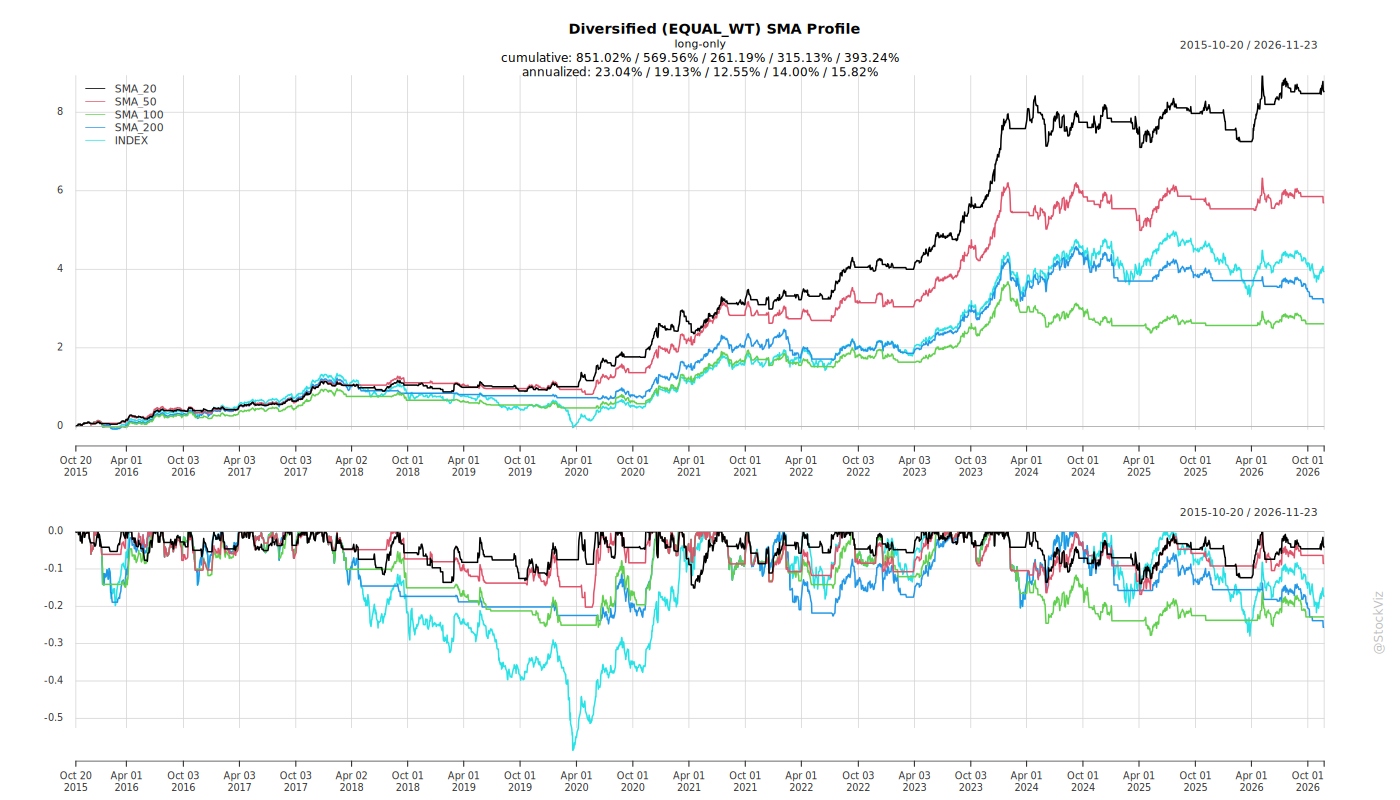 Diversified (EQUAL_WT) SMA Profile
long-only
cumulative: 851.02% / 569.56% / 261.19% / 315.13% / 393.24%
annualized: 23.04% / 19.13% / 12.55% / 14.00% / 15.82%
2015-10-20 / 2026-11-23
SMA_20
SMA_50
SMA_100
SMA_200
INDEX
8
6
4
2
0
Oct 20 Apr 01 Oct 03 Apr 03 Oct 03 Apr 02 Oct 01 Apr 01 Oct 01 Apr 01 Oct 01 Apr 01 Oct 01 Apr 01 Oct 03 Apr 03 Oct 03 Apr 01 Oct 01 Apr 01 Oct 01 Apr 01 Oct 01
2015 2016 2016 2017 2017 2018 2018 2019 2019 2020 2020 2021 2021 2022 2022 2023 2023 2024 2024 2025 2025 2026 2026
2015-10-20 / 2026-11-23
0.0
-0.1
-0.2
-0.3
-0.4
-0.5
Oct 20 Apr 01 Oct 03 Apr 03 Oct 03 Apr 02 Oct 01 Apr 01 Oct 01 Apr 01 Oct 01 Apr 01 Oct 01 Apr 01 Oct 03 Apr 03 Oct 03 Apr 01 Oct 01 Apr 01 Oct 01 Apr 01 Oct 01
2015 2016 2016 2017 2017 2018 2018 2019 2019 2020 2020 2021 2021 2022 2022 2023 2023 2024 2024 2025 2025 2026 2026
@StockViz